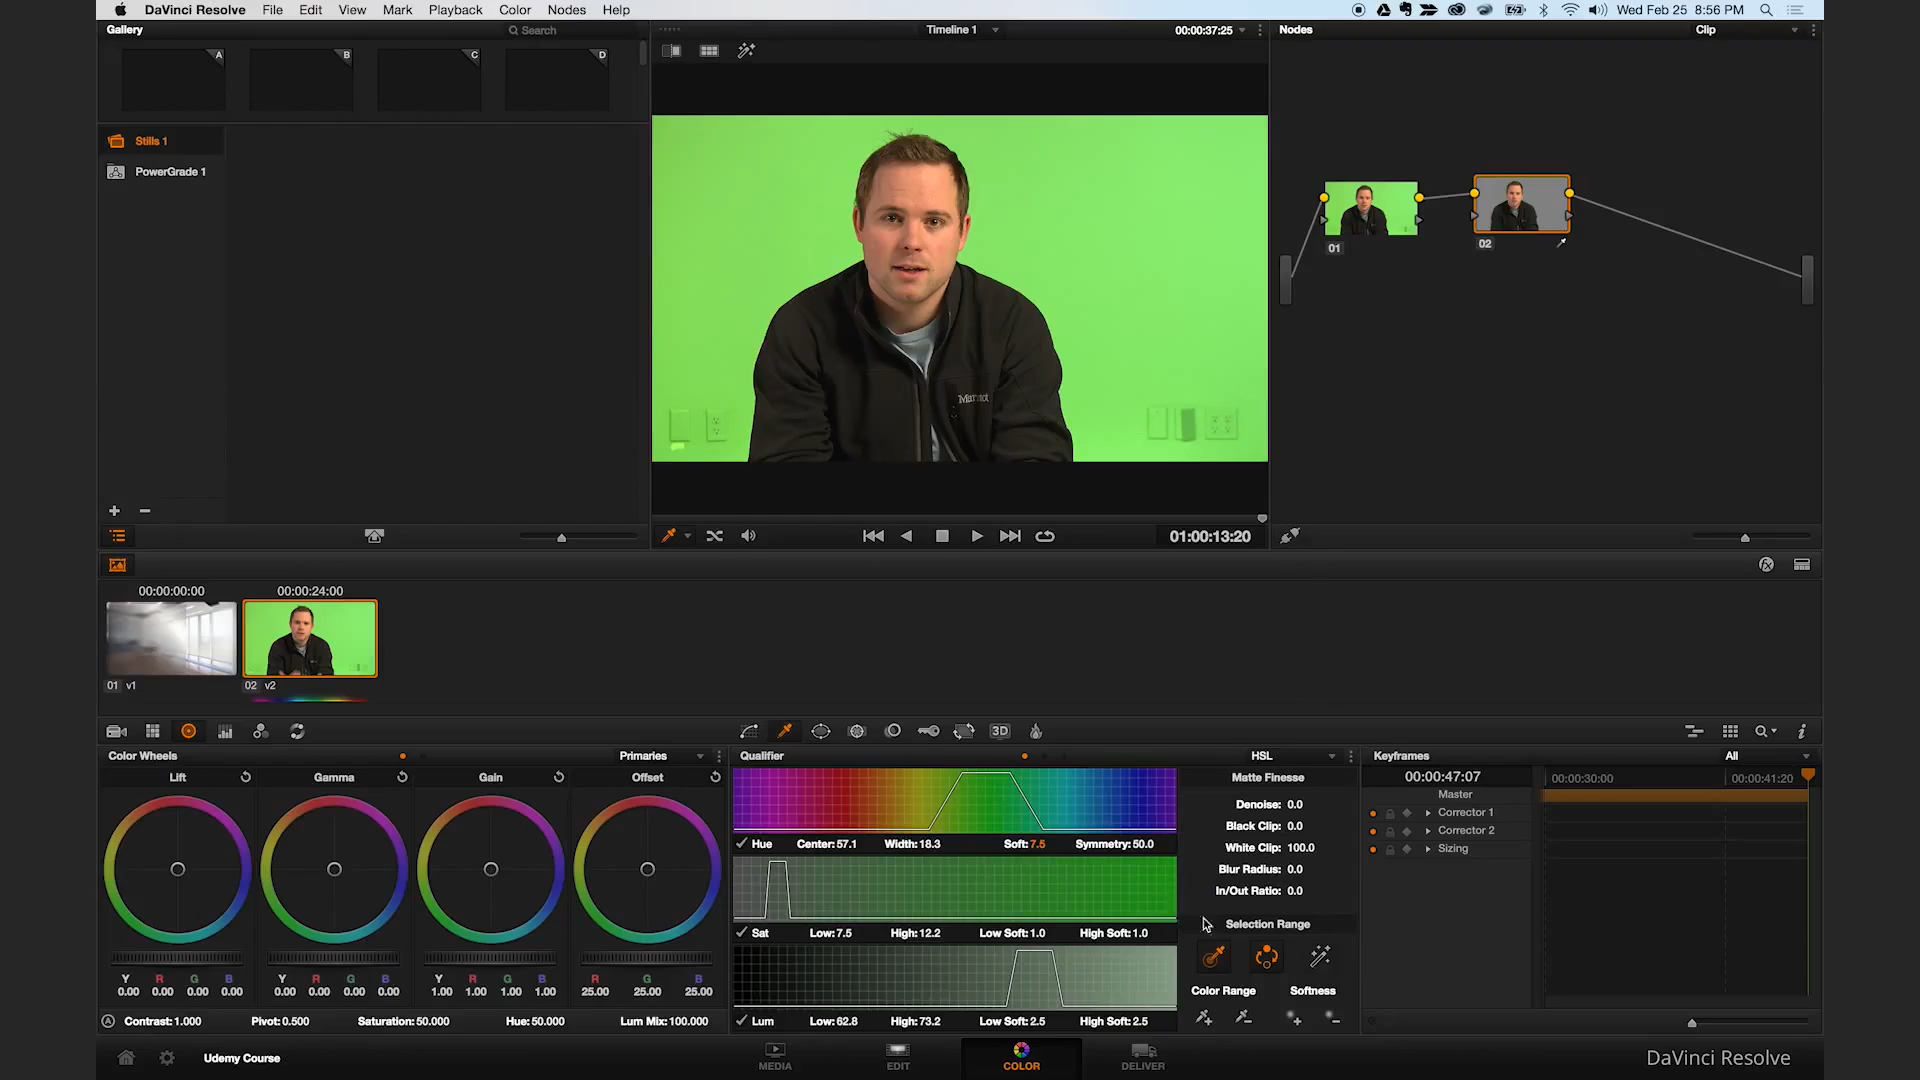 DaVinci Resolve File Edit View Mark Playback Color Nodes Help Wed Feb 25 8:56 PM
Gallery Search Timeline 1 00:00:37:25 Nodes Clip
A B C D
Stills 1
PowerGrade 1
01 02
Marmot
01:00:13:20
00:00:00:00 00:00:24:00
01 v1 02 v2
3D
Color Wheels Primaries Qualifier HSL Keyframes All
Lift Gamma Gain Offset Matte Finesse 00:00:47:07 00:00:30:00 00:00:41:20
Master
Denoise: 0.0
Corrector 1
Black Clip: 0.0
Corrector 2
Hue Center: 57.1 Width: 18.3 Soft: 7.5 Symmetry: 50.0 White Clip: 100.0
Sizing
Blur Radius: 0.0
In/Out Ratio: 0.0
Selection Range
Sat Low: 7.5 High: 12.2 Low Soft: 1.0 High Soft: 1.0
Y R G B Y R G B Y R G B R G B
0.00 0.00 0.00 0.00 0.00 0.00 0.00 0.00 1.00 1.00 1.00 1.00 25.00 25.00 25.00 Color Range Softness
A Contrast: 1.000 Pivot: 0.500 Saturation: 50.000 Hue: 50.000 Lum Mix: 100.000 Lum Low: 62.8 High: 73.2 Low Soft: 2.5 High Soft: 2.5
Udemy Course MEDIA EDIT COLOR DELIVER DaVinci Resolve